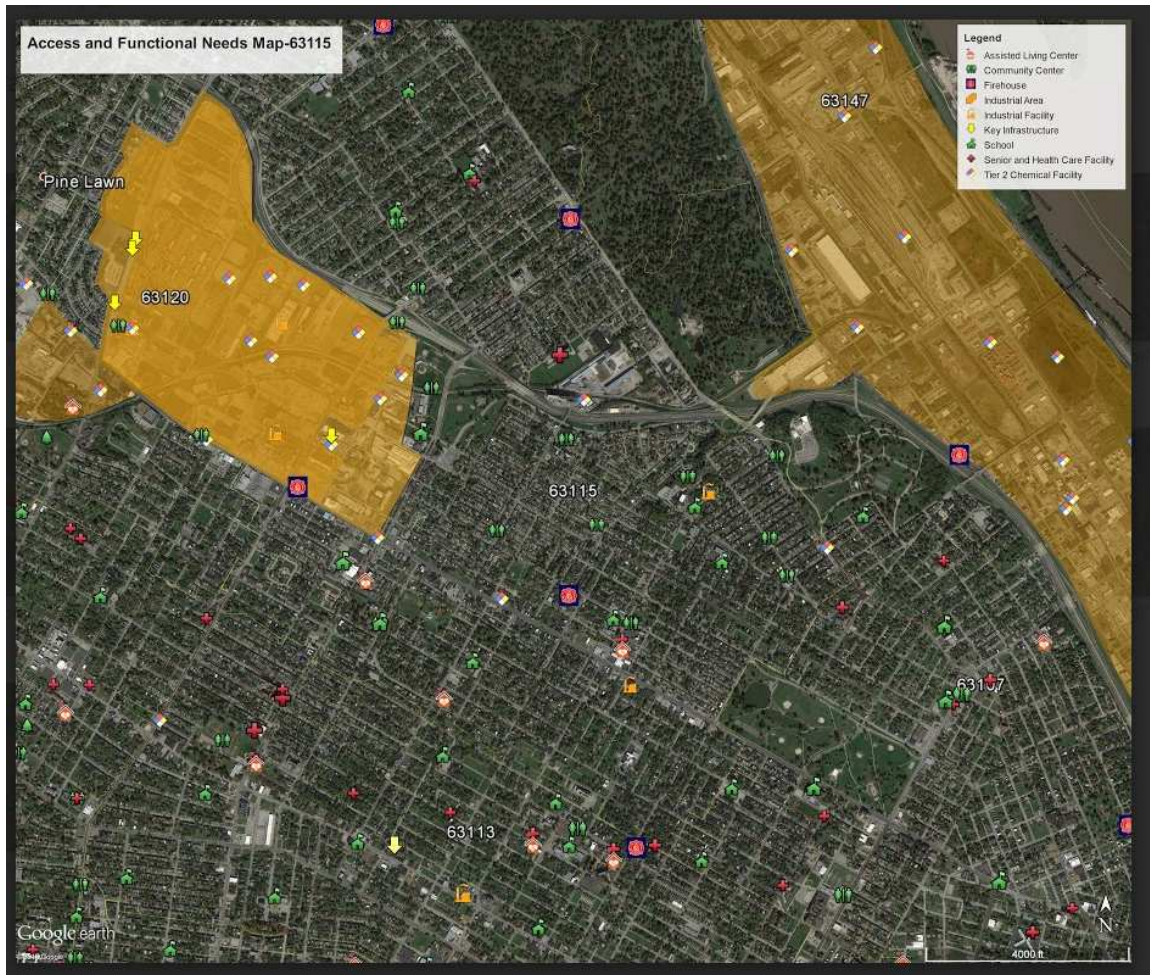 Access and Functional Needs Map-63115
Legend
Assisted Living Center
Community Center
Firehouse
Industrial Area
Industrial Facility
Key Infrastructure
School
Senior and Health Care Facility
Tier 2 Chemical Facility
63147
Pine Lawn
63120
63115
63107
63113
Google earth
N
4000 ft